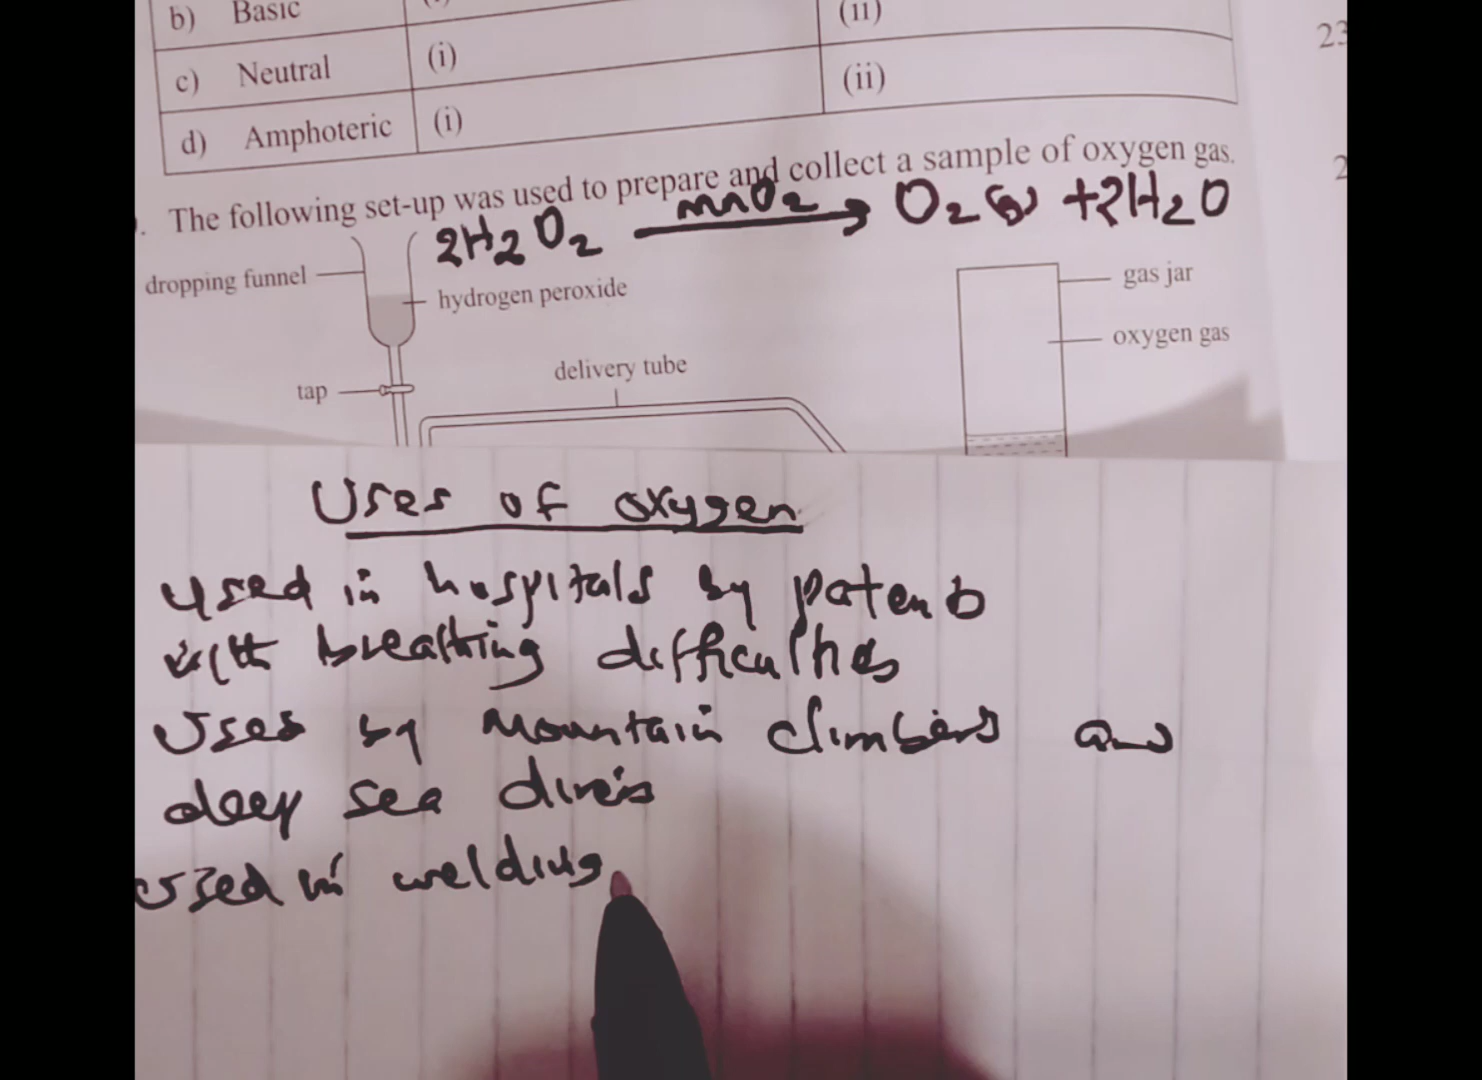 b) Basic (ii)
c) Neutral (i) (ii)
d) Amphoteric (i)
23
2
. The following set-up was used to prepare and collect a sample of oxygen gas.
2H2O2 MnO2 → O2(g) + 2H2O
dropping funnel
hydrogen peroxide
gas jar
oxygen gas
delivery tube
tap
Uses of oxygen
Used in hospitals by patents
with breathing difficulties
Uses by Mountain climbers and
deep sea divers
Used in welding